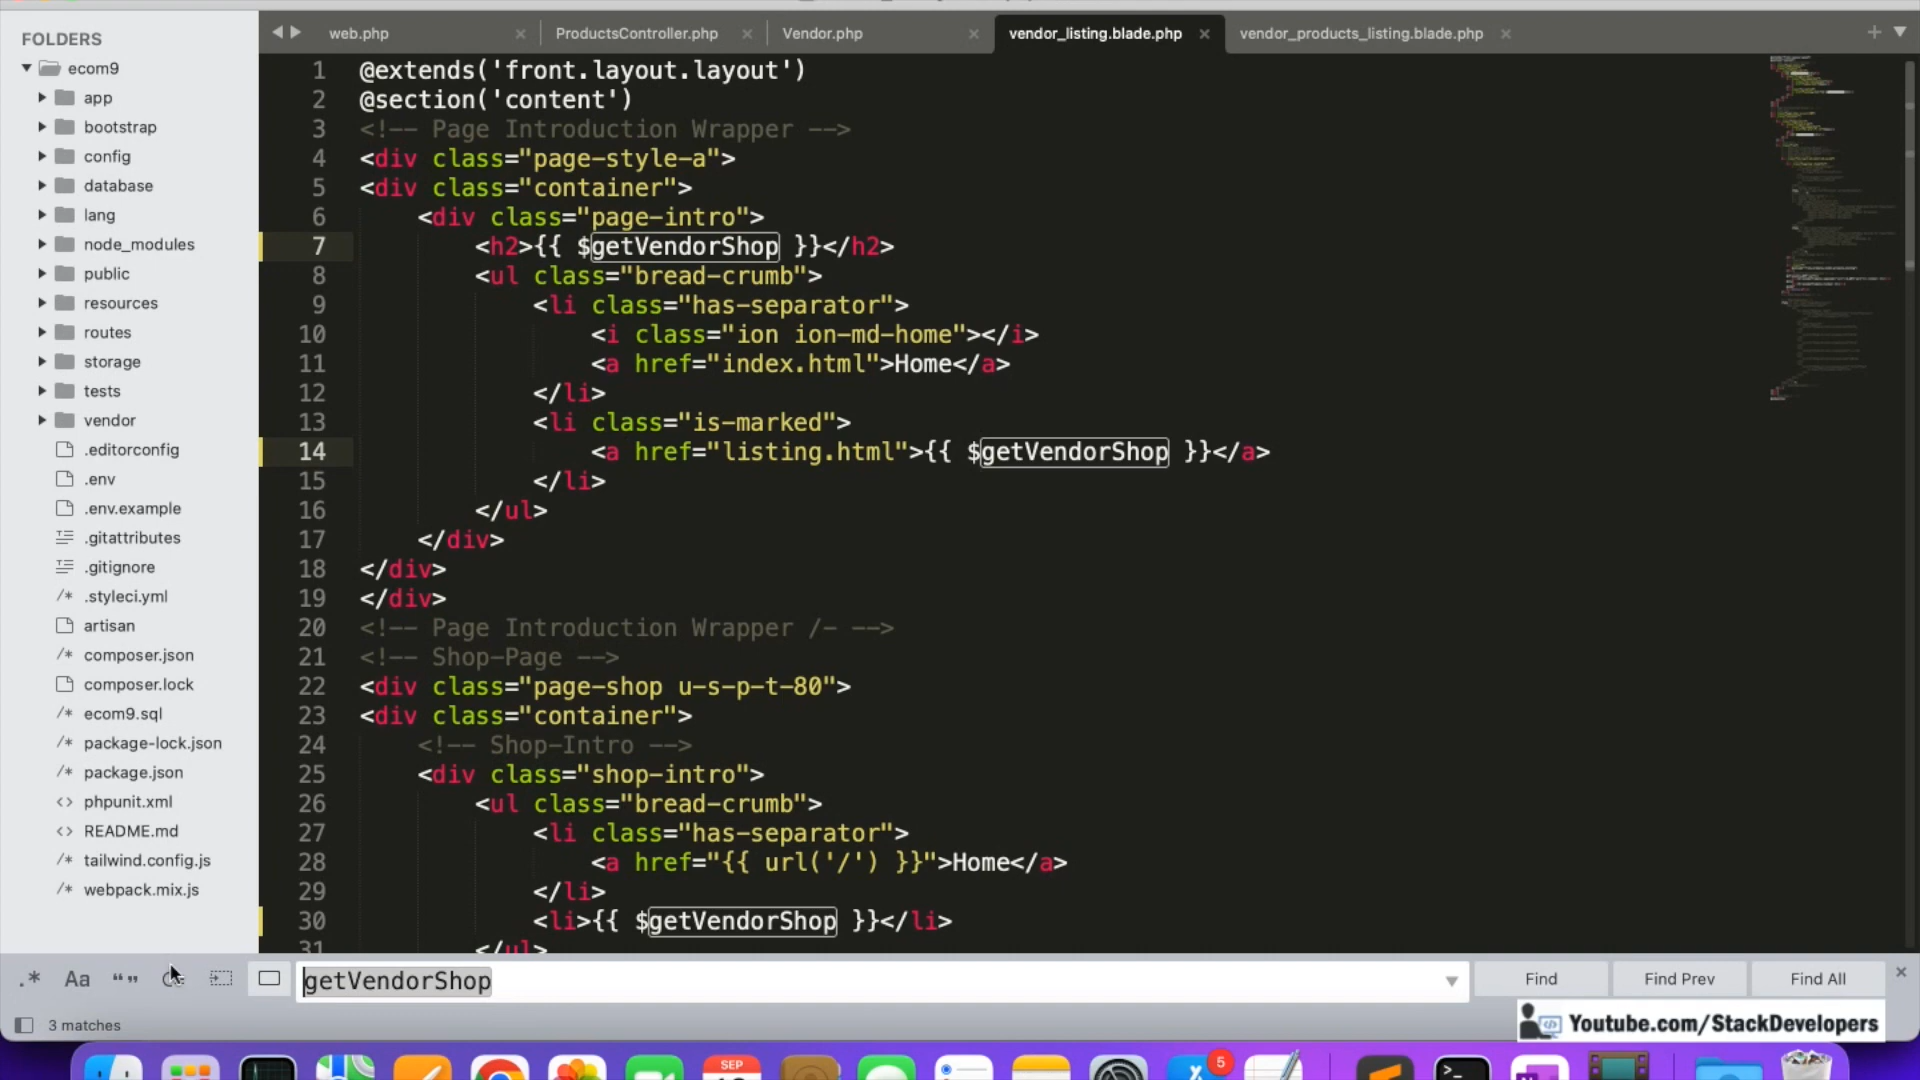 FOLDERS
ecom9
app
bootstrap
config
database
lang
node_modules
public
resources
routes
storage
tests
vendor
.editorconfig
.env
.env.example
.gitattributes
.gitignore
/* .styleci.yml
artisan
/* composer.json
composer.lock
/* ecom9.sql
/* package-lock.json
/* package.json
<> phpunit.xml
<> README.md
/* tailwind.config.js
/* webpack.mix.js
web.php
ProductsController.php
Vendor.php
vendor_listing.blade.php
vendor_products_listing.blade.php
1 @extends('front.layout.layout')
2 @section('content')
3 <!-- Page Introduction Wrapper -->
4 <div class="page-style-a">
5 <div class="container">
6 <div class="page-intro">
7 <h2>{{ $getVendorShop }}</h2>
8 <ul class="bread-crumb">
9 <li class="has-separator">
10 <i class="ion ion-md-home"></i>
11 <a href="index.html">Home</a>
12 </li>
13 <li class="is-marked">
14 <a href="listing.html">{{ $getVendorShop }}</a>
15 </li>
16 </ul>
17 </div>
18 </div>
19 </div>
20 <!-- Page Introduction Wrapper /- -->
21 <!-- Shop-Page -->
22 <div class="page-shop u-s-p-t-80">
23 <div class="container">
24 <!-- Shop-Intro -->
25 <div class="shop-intro">
26 <ul class="bread-crumb">
27 <li class="has-separator">
28 <a href="{{ url('/') }}">Home</a>
29 </li>
30 <li>{{ $getVendorShop }}</li>
31 </ul>
.* Aa “” getVendorShop Find Find Prev Find All
3 matches
Youtube.com/StackDevelopers
SEP
5